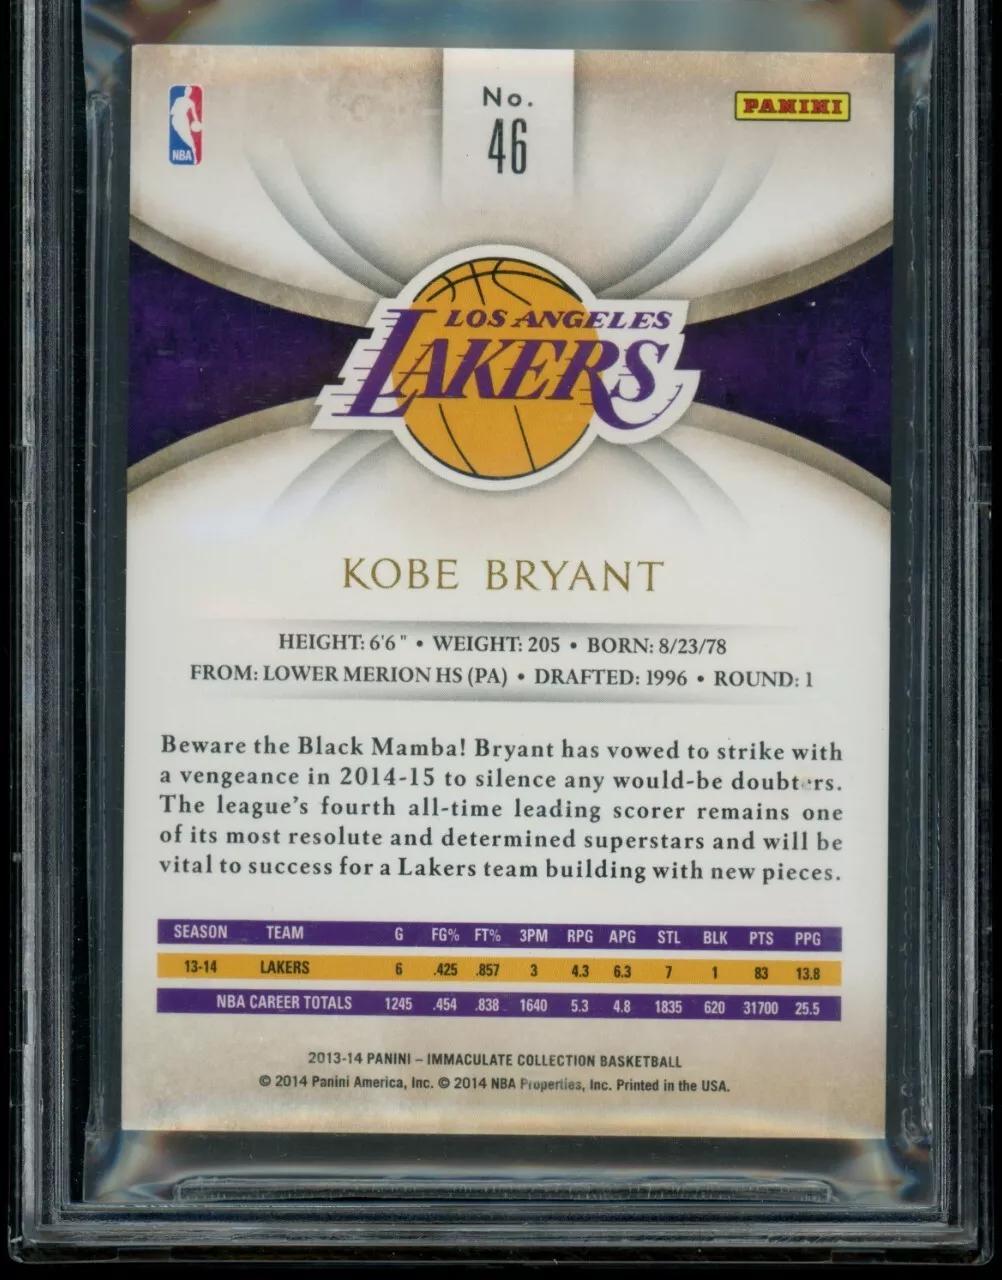 No.
46
NBA
PANINI
LOS ANGELES
LAKERS
KOBE BRYANT
HEIGHT: 6'6" • WEIGHT: 205 • BORN: 8/23/78
FROM: LOWER MERION HS (PA) • DRAFTED: 1996 • ROUND: 1
Beware the Black Mamba! Bryant has vowed to strike with
a vengeance in 2014-15 to silence any would-be doubters.
The league's fourth all-time leading scorer remains one
of its most resolute and determined superstars and will be
vital to success for a Lakers team building with new pieces.
SEASON TEAM G FG% FT% 3PM RPG APG STL BLK PTS PPG
13-14 LAKERS 6 .425 .857 3 4.3 6.3 7 1 83 13.8
NBA CAREER TOTALS 1245 .454 .838 1640 5.3 4.8 1835 620 31700 25.5
2013-14 PANINI – IMMACULATE COLLECTION BASKETBALL
© 2014 Panini America, Inc. © 2014 NBA Properties, Inc. Printed in the USA.